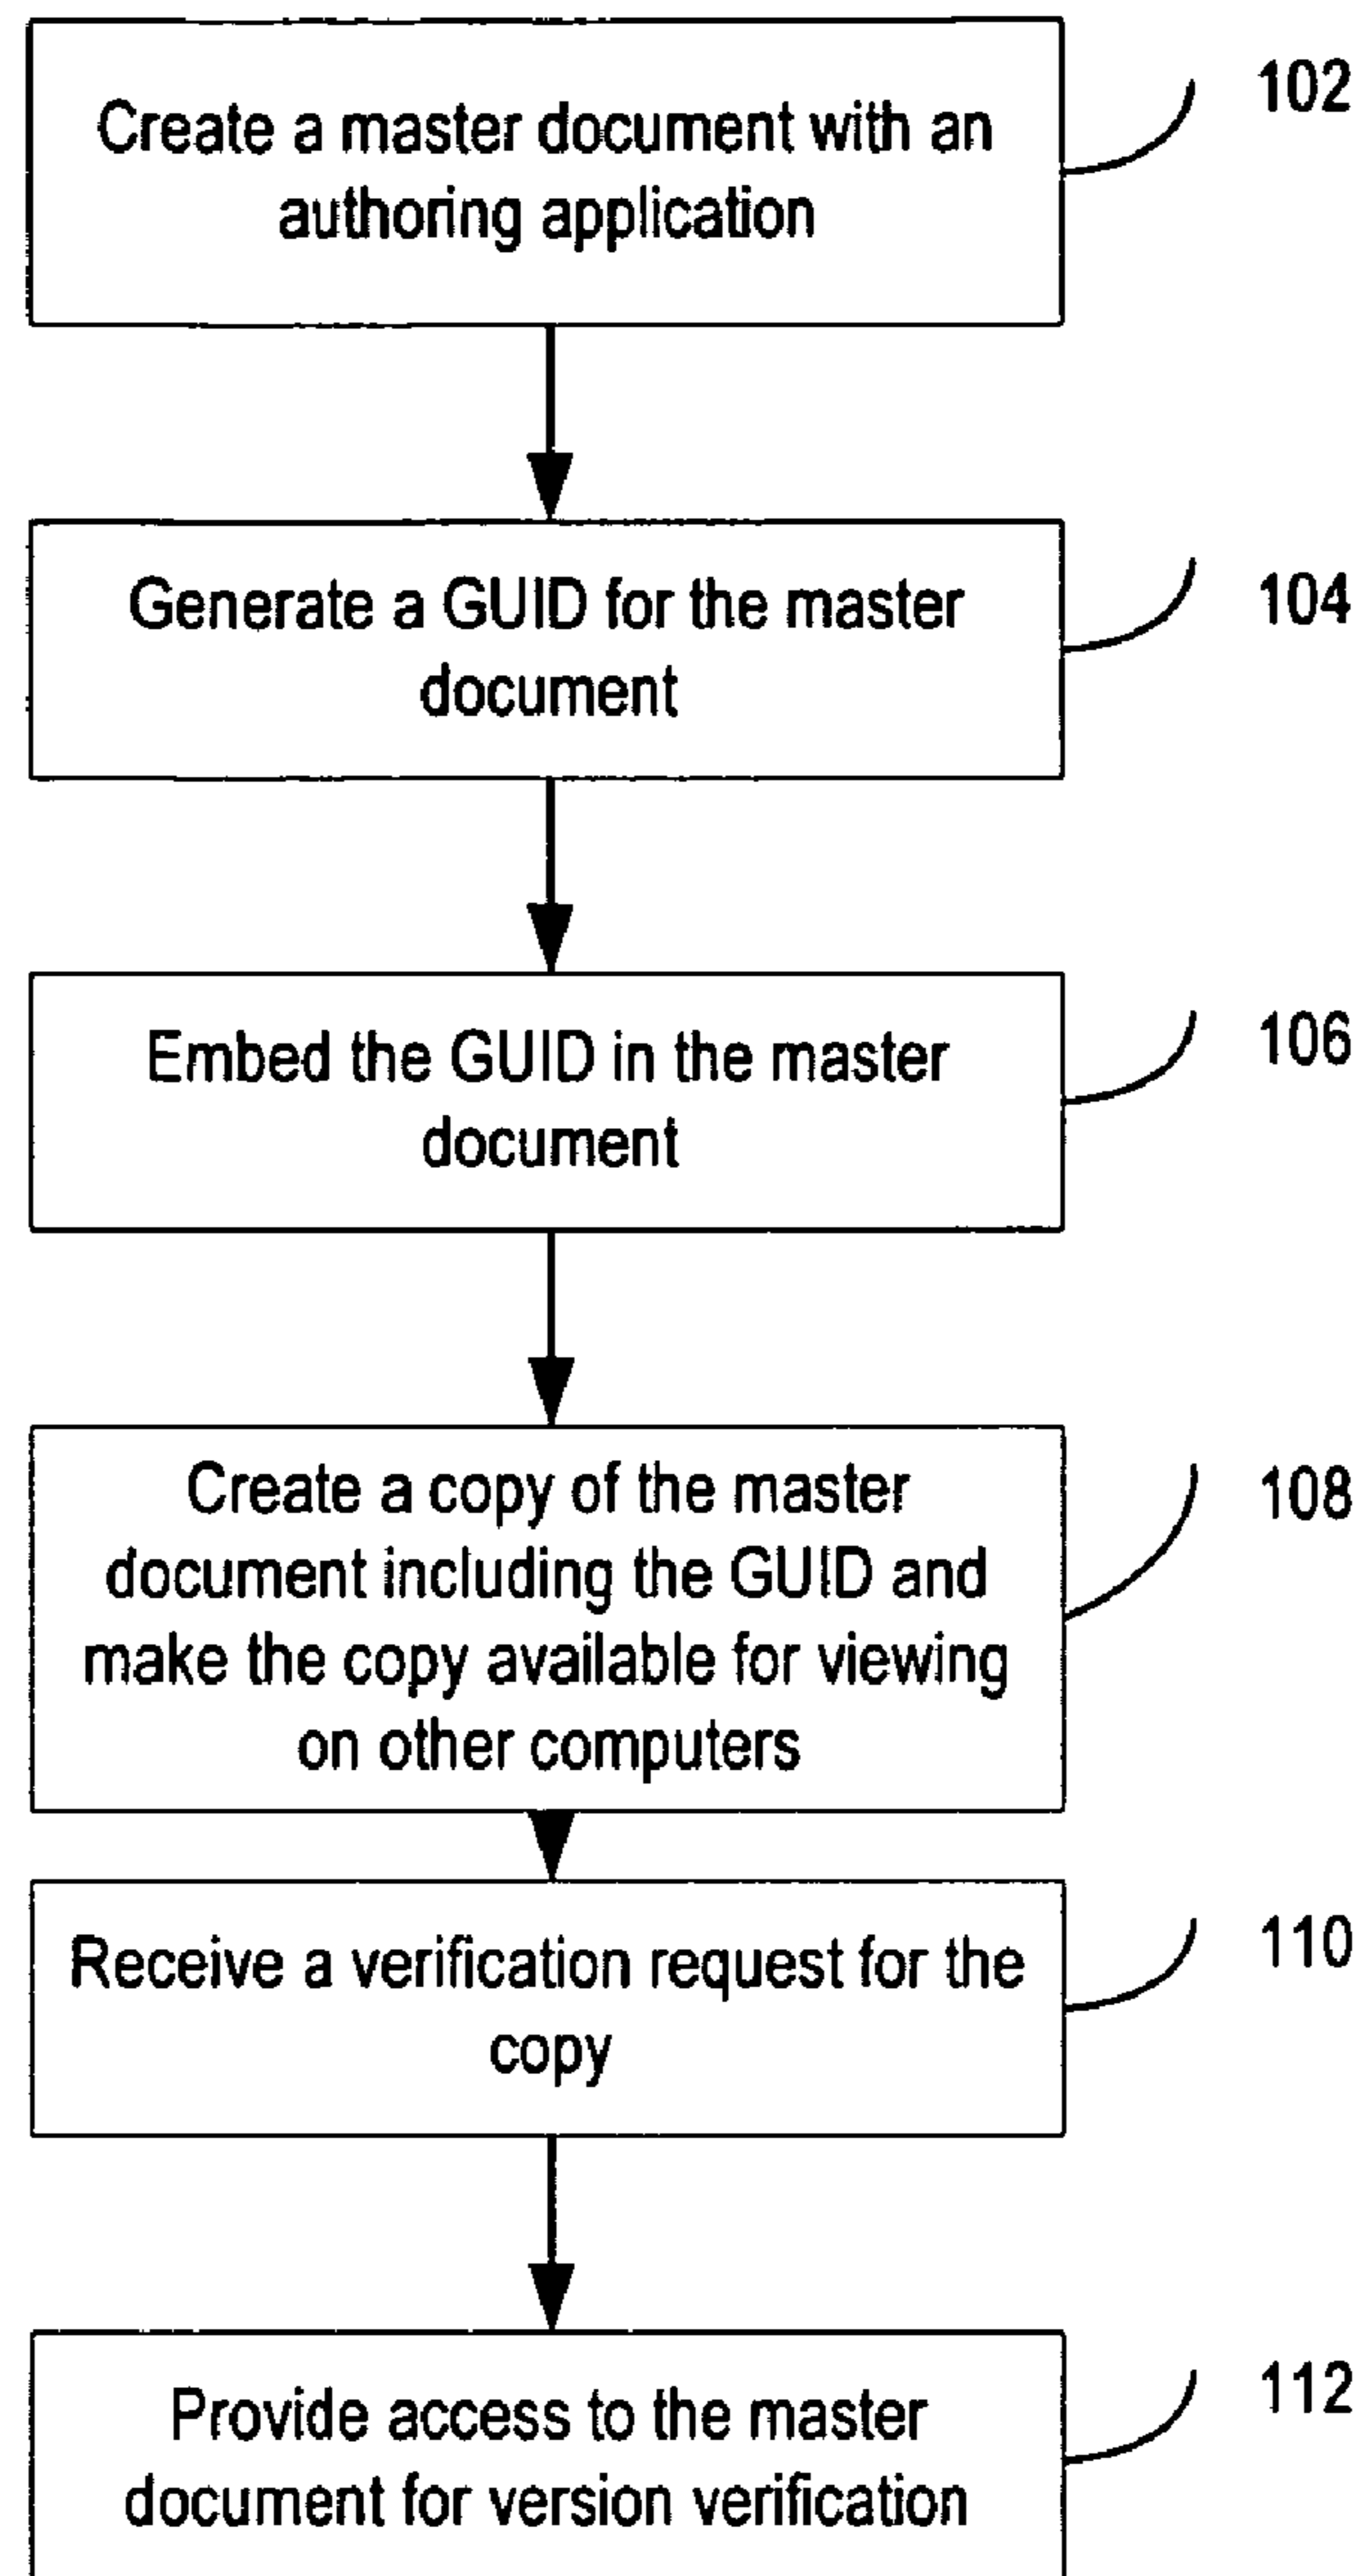 Create a master document with an
authoring application
102
Generate a GUID for the master
document
104
Embed the GUID in the master
document
106
Create a copy of the master
document including the GUID and
make the copy available for viewing
on other computers
108
Receive a verification request for the
copy
110
Provide access to the master
document for version verification
112